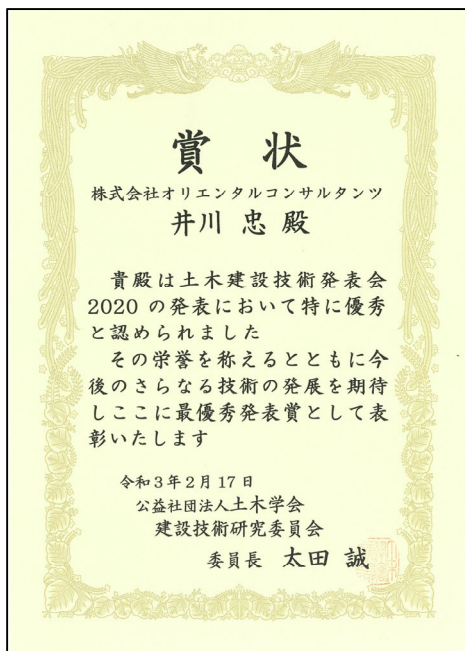 賞状
株式会社オリエンタルコンサルタンツ
井川 忠 殿
貴殿は土木建設技術発表会
2020 の発表において特に優秀
と認められました
その栄誉を称えるとともに今
後のさらなる技術の発展を期待
しここに最優秀発表賞として表
彰いたします
令和3年2月17日
公益社団法人土木学会
建設技術研究委員会
委員長 太田 誠